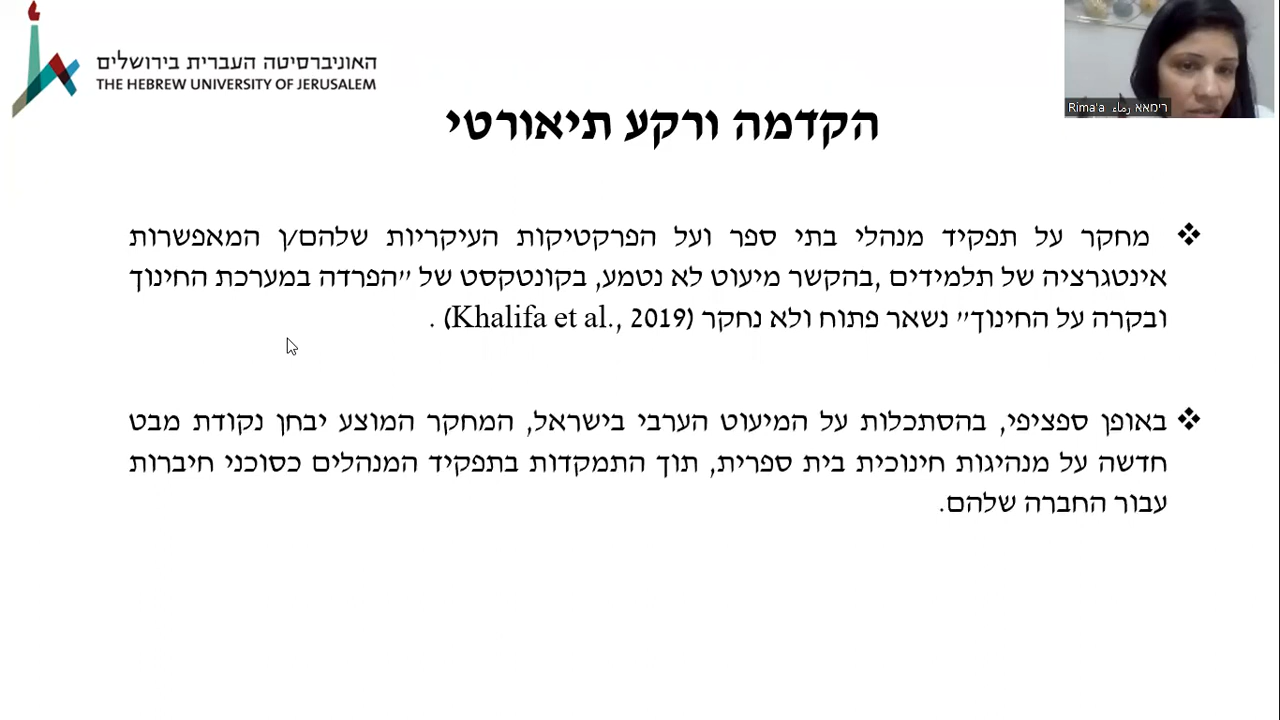 האוניברסיטה העברית בירושלים
THE HEBREW UNIVERSITY OF JERUSALEM
Rima'a ريماء רימאא
הקדמה ורקע תיאורטי
❖ מחקר על תפקיד מנהלי בתי ספר ועל הפרקטיקות העיקריות שלהם/ן המאפשרות
אינטגרציה של תלמידים ,בהקשר מיעוט לא נטמע, בקונטקסט של "הפרדה במערכת החינוך
ובקרה על החינוך" נשאר פתוח ולא נחקר (Khalifa et al., 2019) .
❖ באופן ספציפי, בהסתכלות על המיעוט הערבי בישראל, המחקר המוצע יבחן נקודת מבט
חדשה על מנהיגות חינוכית בית ספרית, תוך התמקדות בתפקיד המנהלים כסוכני חיברות
עבור החברה שלהם.